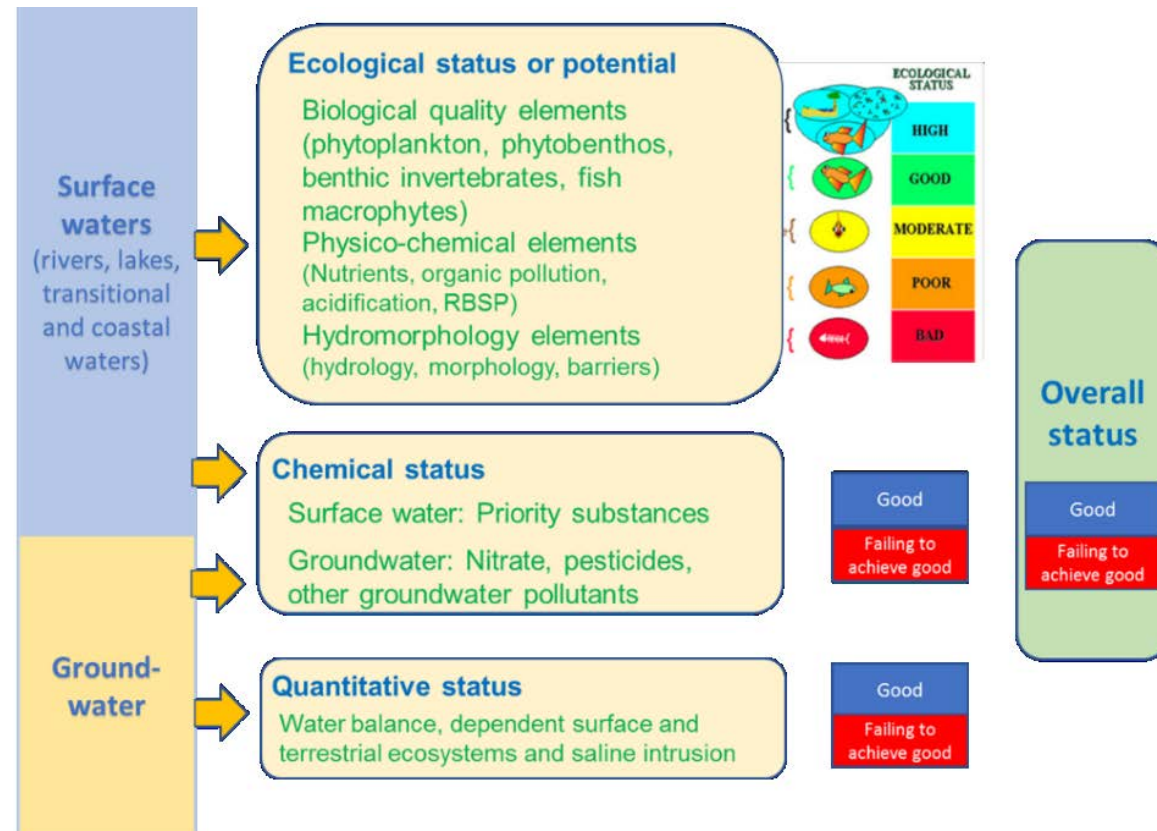 Surface
waters
(rivers, lakes,
transitional
and coastal
waters)
Ground-
water
Ecological status or potential
Biological quality elements
(phytoplankton, phytobenthos,
benthic invertebrates, fish
macrophytes)
Physico-chemical elements
(Nutrients, organic pollution,
acidification, RBSP)
Hydromorphology elements
(hydrology, morphology, barriers)
ECOLOGICAL
STATUS
HIGH
GOOD
MODERATE
POOR
BAD
Chemical status
Surface water: Priority substances
Groundwater: Nitrate, pesticides,
other groundwater pollutants
Good
Failing to
achieve good
Quantitative status
Water balance, dependent surface and
terrestrial ecosystems and saline intrusion
Good
Failing to
achieve good
Overall
status
Good
Failing to
achieve good